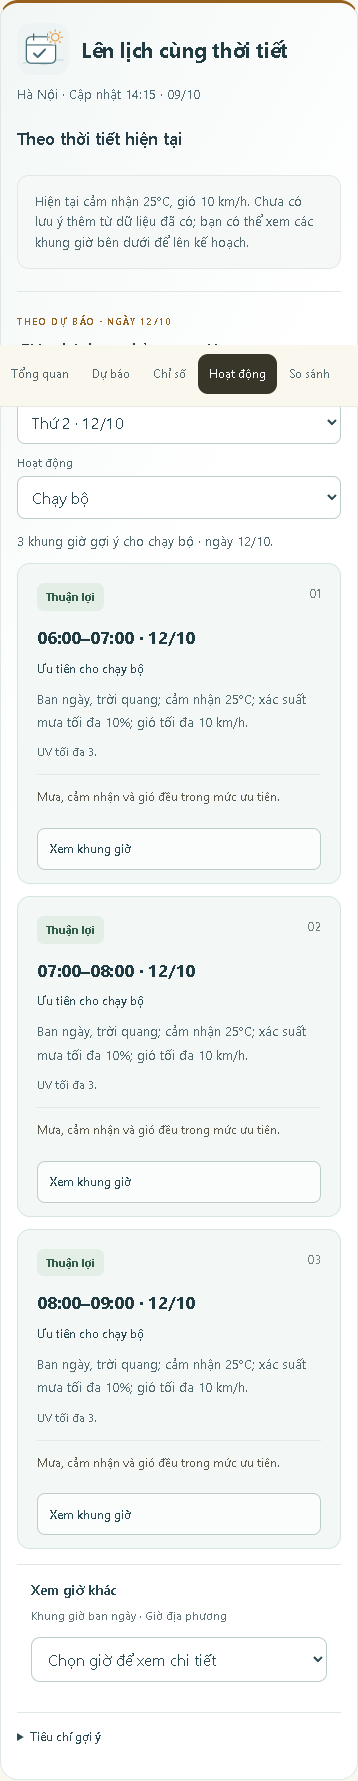 Lên lịch cùng thời tiết
Hà Nội · Cập nhật 14:15 · 09/10
Theo thời tiết hiện tại
Hiện tại cảm nhận 25°C, gió 10 km/h. Chưa có
lưu ý thêm từ dữ liệu đã có; bạn có thể xem các
khung giờ bên dưới để lên kế hoạch.
THEO DỰ BÁO · NGÀY 12/10
Tổng quan Dự báo Chỉ số Hoạt động So sánh
Thứ 2 · 12/10
Hoạt động
Chạy bộ
3 khung giờ gợi ý cho chạy bộ · ngày 12/10.
Thuận lợi 01
06:00–07:00 · 12/10
Ưu tiên cho chạy bộ
Ban ngày, trời quang; cảm nhận 25°C; xác suất
mưa tối đa 10%; gió tối đa 10 km/h.
UV tối đa 3.
Mưa, cảm nhận và gió đều trong mức ưu tiên.
Xem khung giờ
Thuận lợi 02
07:00–08:00 · 12/10
Ưu tiên cho chạy bộ
Ban ngày, trời quang; cảm nhận 25°C; xác suất
mưa tối đa 10%; gió tối đa 10 km/h.
UV tối đa 3.
Mưa, cảm nhận và gió đều trong mức ưu tiên.
Xem khung giờ
Thuận lợi 03
08:00–09:00 · 12/10
Ưu tiên cho chạy bộ
Ban ngày, trời quang; cảm nhận 25°C; xác suất
mưa tối đa 10%; gió tối đa 10 km/h.
UV tối đa 3.
Mưa, cảm nhận và gió đều trong mức ưu tiên.
Xem khung giờ
Xem giờ khác
Khung giờ ban ngày · Giờ địa phương
Chọn giờ để xem chi tiết
Tiêu chí gợi ý